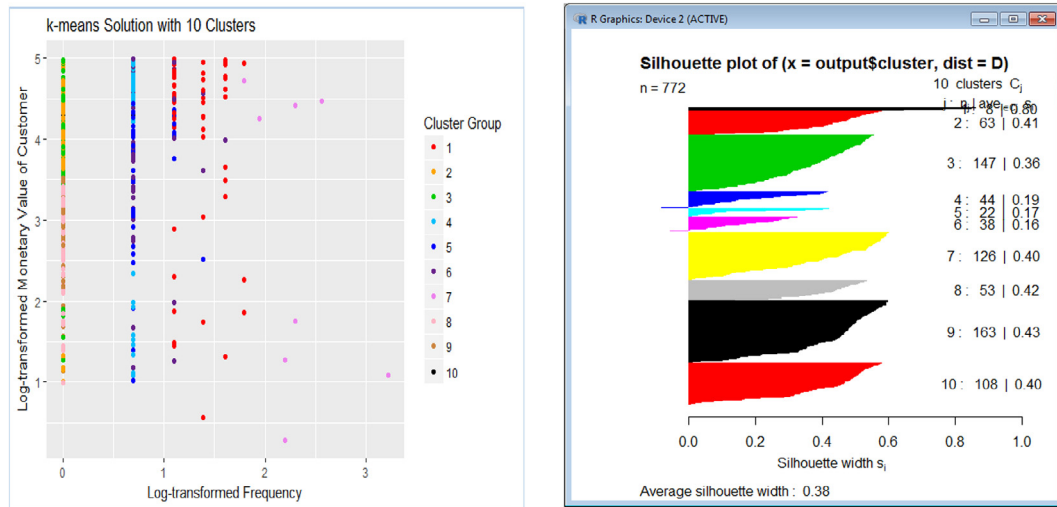 k-means Solution with 10 Clusters
Log-transformed Monetary Value of Customer
5
4
3
2
1
0
1
2
3
Log-transformed Frequency
Cluster Group
1
2
3
4
5
6
7
8
9
10
R Graphics: Device 2 (ACTIVE)
Silhouette plot of (x = output$cluster, dist = D)
n = 772
10 clusters Cj
2 : 63 | 0.41
3 : 147 | 0.36
4 : 44 | 0.19
5 : 22 | 0.17
6 : 38 | 0.16
7 : 126 | 0.40
8 : 53 | 0.42
9 : 163 | 0.43
10 : 108 | 0.40
0.0 0.2 0.4 0.6 0.8 1.0
Silhouette width si
Average silhouette width : 0.38